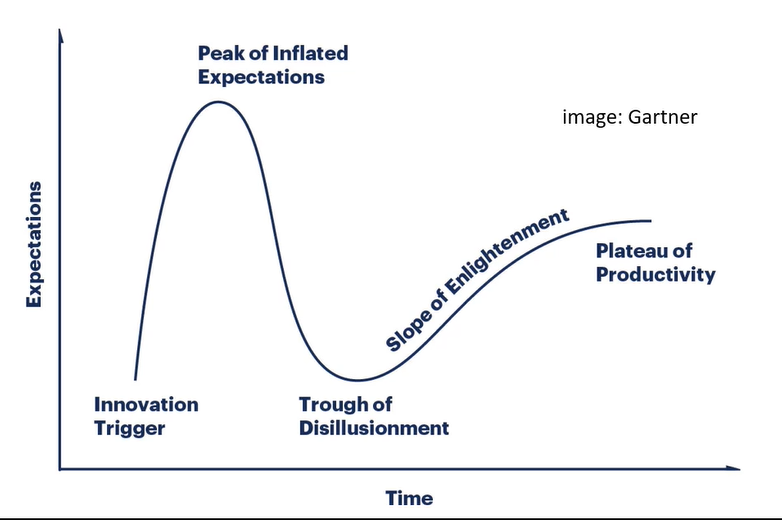 Peak of Inflated
Expectations
image: Gartner
Expectations
Slope of Enlightenment
Plateau of
Productivity
Innovation
Trigger
Trough of
Disillusionment
Time